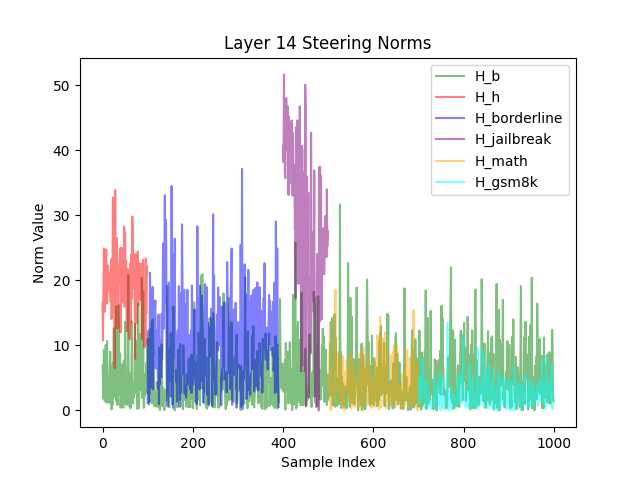 Layer 14 Steering Norms
Norm Value
50
40
30
20
10
0
H_b
H_h
H_borderline
H_jailbreak
H_math
H_gsm8k
0
200
400
600
800
1000
Sample Index